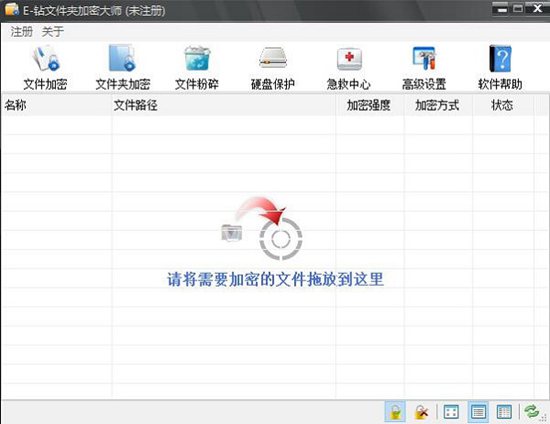 E-钻文件夹加密大师 (未注册)
注册 关于
文件加密 文件夹加密 文件粉碎 硬盘保护 急救中心 高级设置 软件帮助
名称 文件路径 加密强度 加密方式 状态
请将需要加密的文件拖放到这里